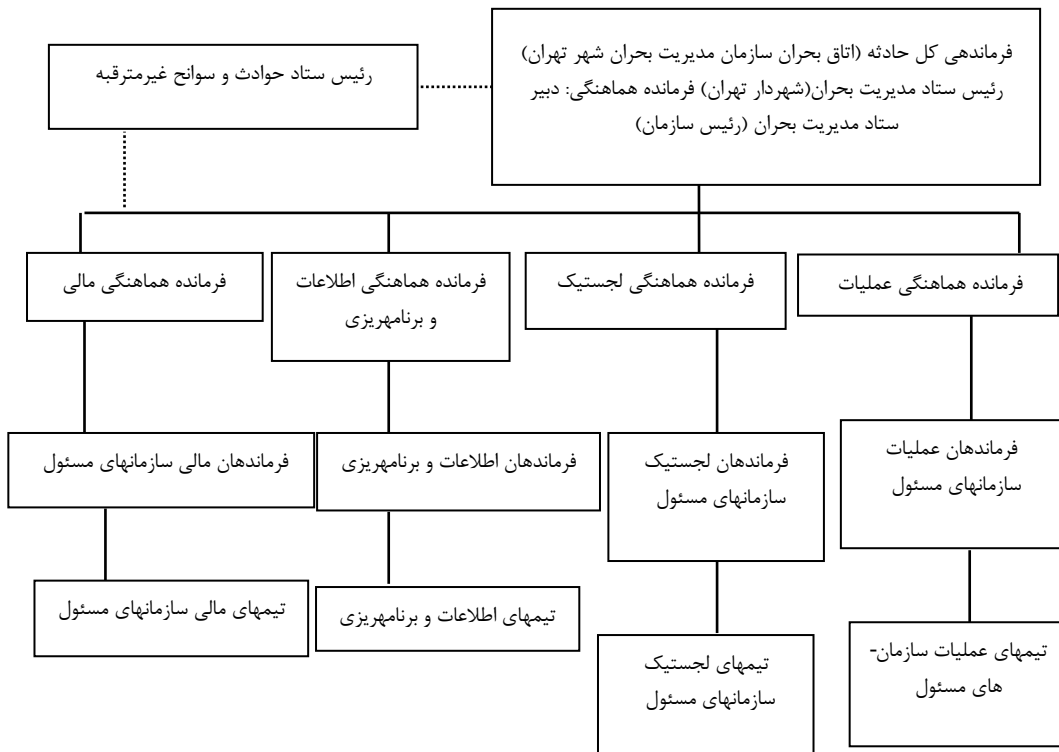 فرماندهی کل حادثه (اتاق بحران سازمان مدیریت بحران شهر تهران)
رئیس ستاد مدیریت بحران(شهردار تهران) فرمانده هماهنگی: دبیر
ستاد مدیریت بحران (رئیس سازمان)
رئیس ستاد حوادث و سوانح غیرمترقبه
فرمانده هماهنگی عملیات
فرمانده هماهنگی لجستیک
فرمانده هماهنگی اطلاعات
و برنامهریزی
فرمانده هماهنگی مالی
فرماندهان عملیات
سازمانهای مسئول
فرماندهان لجستیک
سازمانهای مسئول
فرماندهان اطلاعات و برنامهریزی
فرماندهان مالی سازمانهای مسئول
تیمهای عملیات سازمان-
های مسئول
تیمهای لجستیک
سازمانهای مسئول
تیمهای اطلاعات و برنامهریزی
تیمهای مالی سازمانهای مسئول